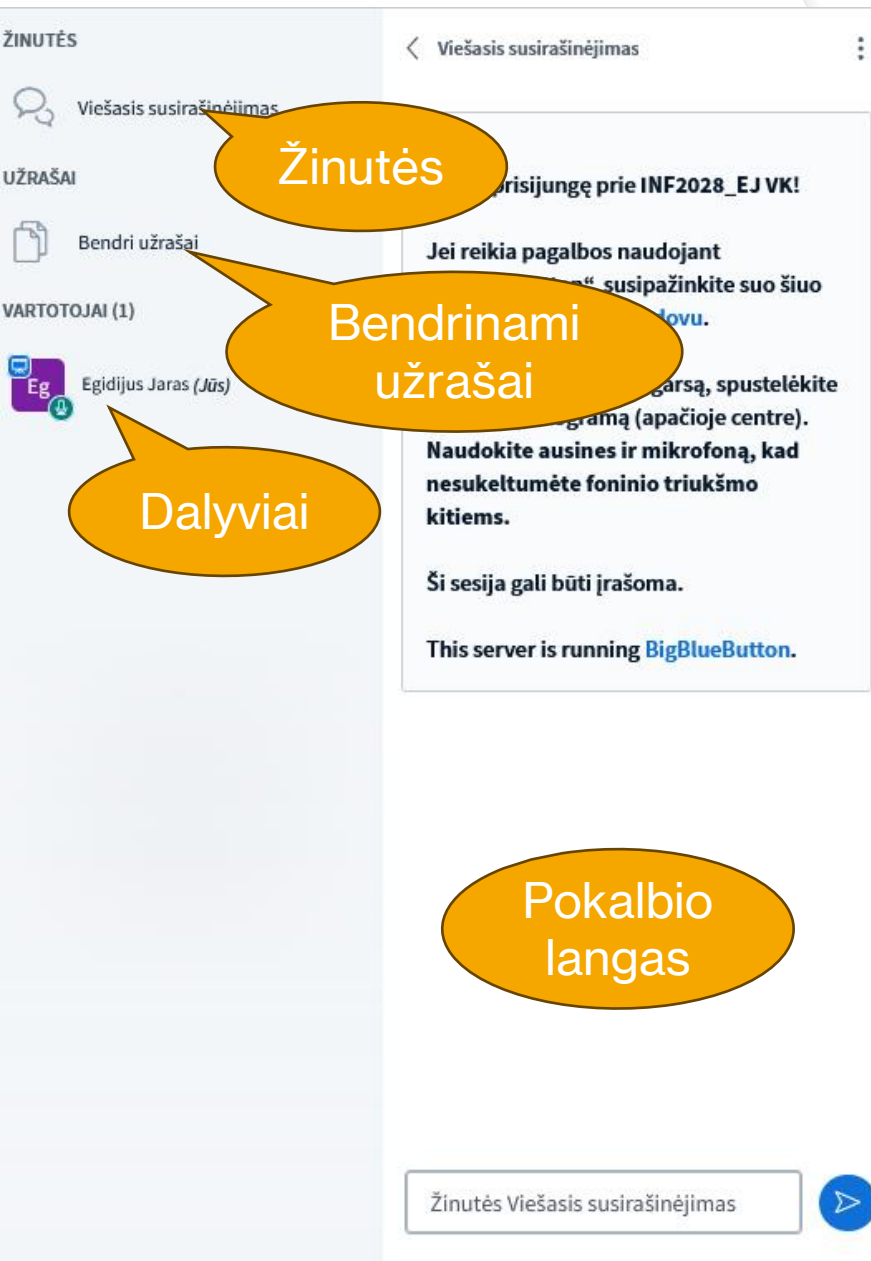 ŽINUTĖS
Viešasis susirašinėjimas
Žinutės
UŽRAŠAI
Bendri užrašai
Bendrinami
užrašai
VARTOTOJAI (1)
Eg
Egidijus Jaras (Jūs)
Dalyviai
Viešasis susirašinėjimas
prisijungę prie INF2028_EJ VK!
Jei reikia pagalbos naudojant
susipažinkite suo šiuo
garsą, spustelėkite
(apačioje centre).
Naudokite ausines ir mikrofoną, kad
nesukeltumėte foninio triukšmo
kitiems.
Ši sesija gali būti įrašoma.
This server is running BigBlueButton.
Pokalbio
langas
Žinutės Viešasis susirašinėjimas